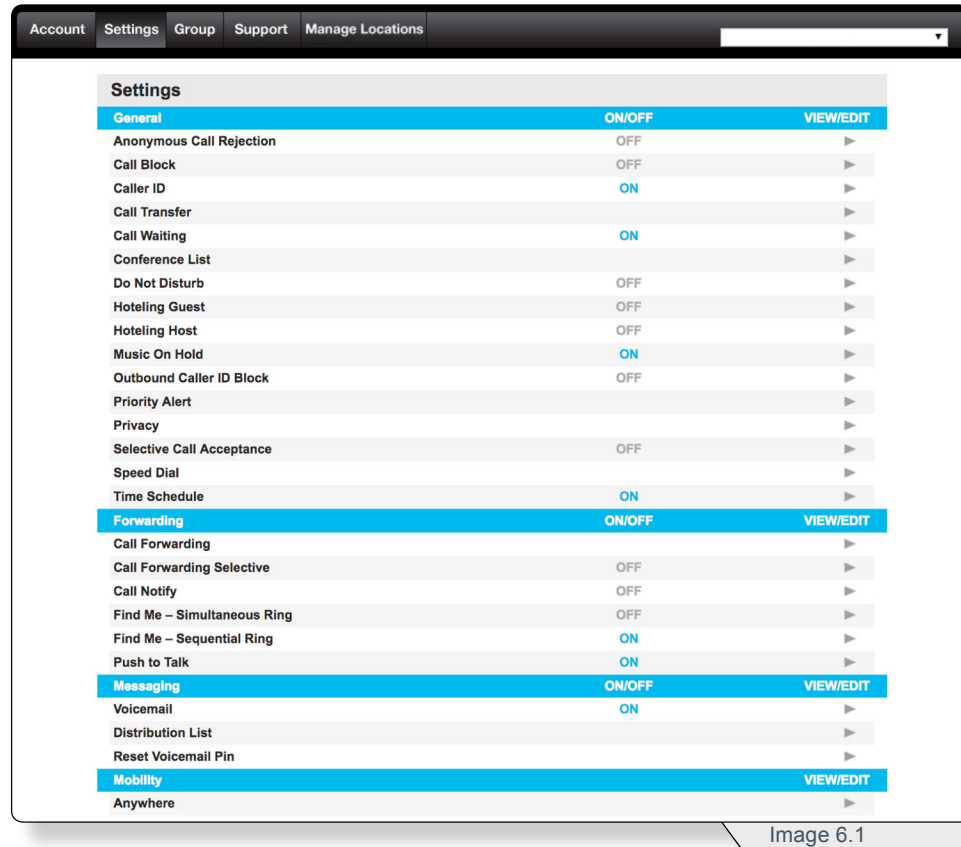 Account Settings Group Support Manage Locations
Settings
General ON/OFF VIEW/EDIT
Anonymous Call Rejection OFF
Call Block OFF
Caller ID ON
Call Transfer
Call Waiting ON
Conference List
Do Not Disturb OFF
Hoteling Guest OFF
Hoteling Host OFF
Music On Hold ON
Outbound Caller ID Block OFF
Priority Alert
Privacy
Selective Call Acceptance OFF
Speed Dial
Time Schedule ON
Forwarding ON/OFF VIEW/EDIT
Call Forwarding
Call Forwarding Selective OFF
Call Notify OFF
Find Me – Simultaneous Ring OFF
Find Me – Sequential Ring ON
Push to Talk ON
Messaging ON/OFF VIEW/EDIT
Voicemail ON
Distribution List
Reset Voicemail Pin
Mobility VIEW/EDIT
Anywhere
Image 6.1